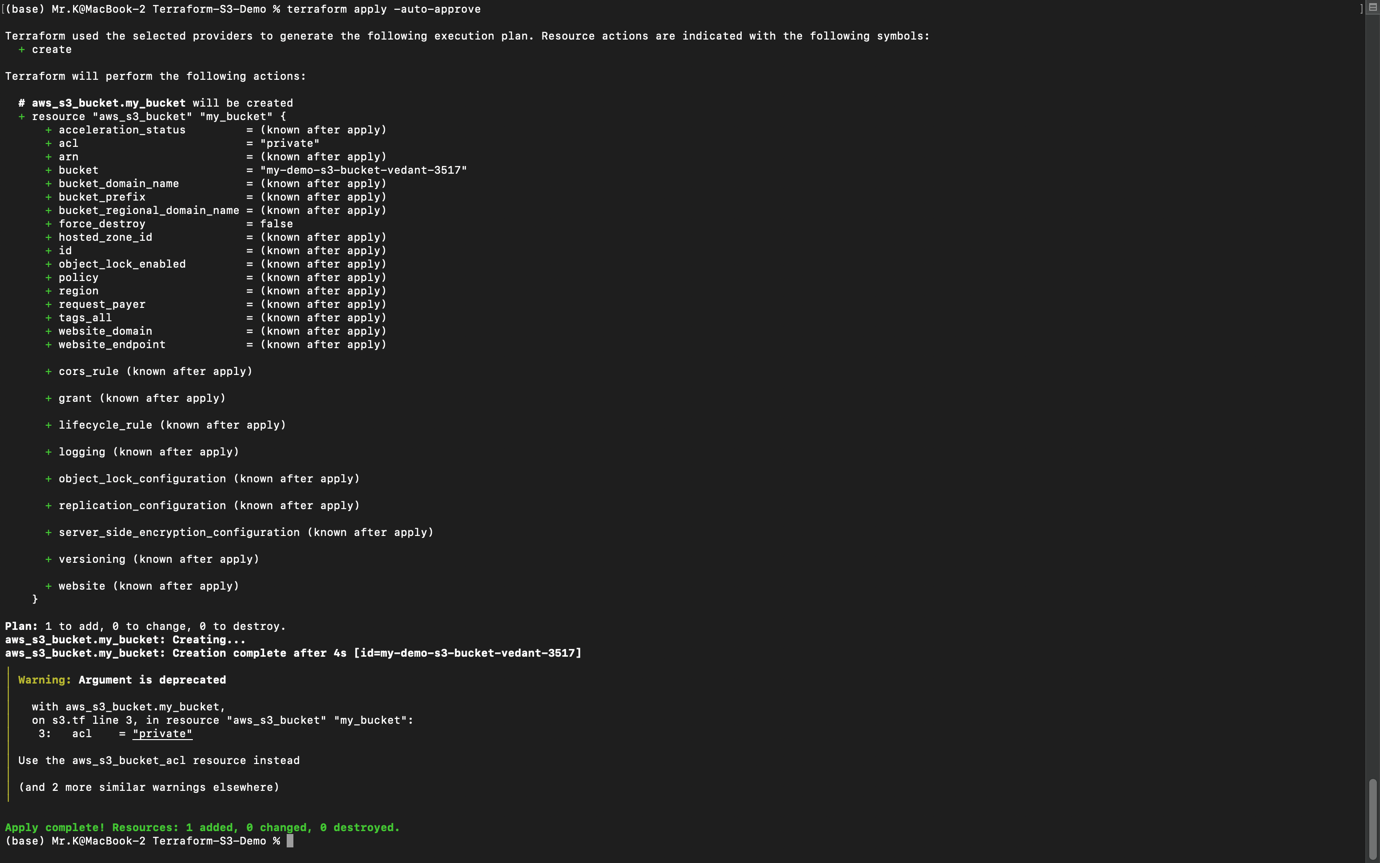 [(base) Mr.K@MacBook-2 Terraform-S3-Demo % terraform apply -auto-approve ]
Terraform used the selected providers to generate the following execution plan. Resource actions are indicated with the following symbols:
+ create
Terraform will perform the following actions:
# aws_s3_bucket.my_bucket will be created
+ resource "aws_s3_bucket" "my_bucket" {
+ acceleration_status = (known after apply)
+ acl = "private"
+ arn = (known after apply)
+ bucket = "my-demo-s3-bucket-vedant-3517"
+ bucket_domain_name = (known after apply)
+ bucket_prefix = (known after apply)
+ bucket_regional_domain_name = (known after apply)
+ force_destroy = false
+ hosted_zone_id = (known after apply)
+ id = (known after apply)
+ object_lock_enabled = (known after apply)
+ policy = (known after apply)
+ region = (known after apply)
+ request_payer = (known after apply)
+ tags_all = (known after apply)
+ website_domain = (known after apply)
+ website_endpoint = (known after apply)
+ cors_rule (known after apply)
+ grant (known after apply)
+ lifecycle_rule (known after apply)
+ logging (known after apply)
+ object_lock_configuration (known after apply)
+ replication_configuration (known after apply)
+ server_side_encryption_configuration (known after apply)
+ versioning (known after apply)
+ website (known after apply)
}
Plan: 1 to add, 0 to change, 0 to destroy.
aws_s3_bucket.my_bucket: Creating...
aws_s3_bucket.my_bucket: Creation complete after 4s [id=my-demo-s3-bucket-vedant-3517]
Warning: Argument is deprecated
with aws_s3_bucket.my_bucket,
on s3.tf line 3, in resource "aws_s3_bucket" "my_bucket":
3: acl = "private"
Use the aws_s3_bucket_acl resource instead
(and 2 more similar warnings elsewhere)
Apply complete! Resources: 1 added, 0 changed, 0 destroyed.
(base) Mr.K@MacBook-2 Terraform-S3-Demo %